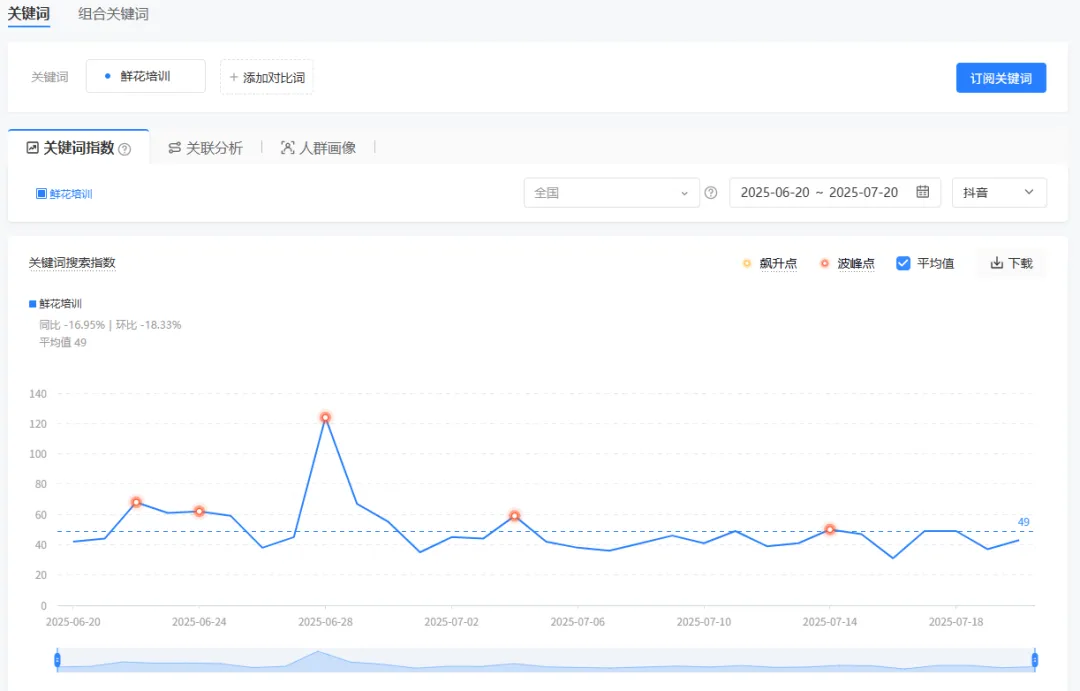 关键词 组合关键词
关键词 鲜花培训 + 添加对比词 订阅关键词
关键词指数 ? 关联分析 人群画像
鲜花培训 全国 ? 2025-06-20 ~ 2025-07-20 抖音
关键词搜索指数 飙升点 波峰点 平均值 下载
鲜花培训
同比 -16.95% | 环比 -18.33%
平均值 49
140
120
100
80
60
49
40
20
0
2025-06-20 2025-06-24 2025-06-28 2025-07-02 2025-07-06 2025-07-10 2025-07-14 2025-07-18